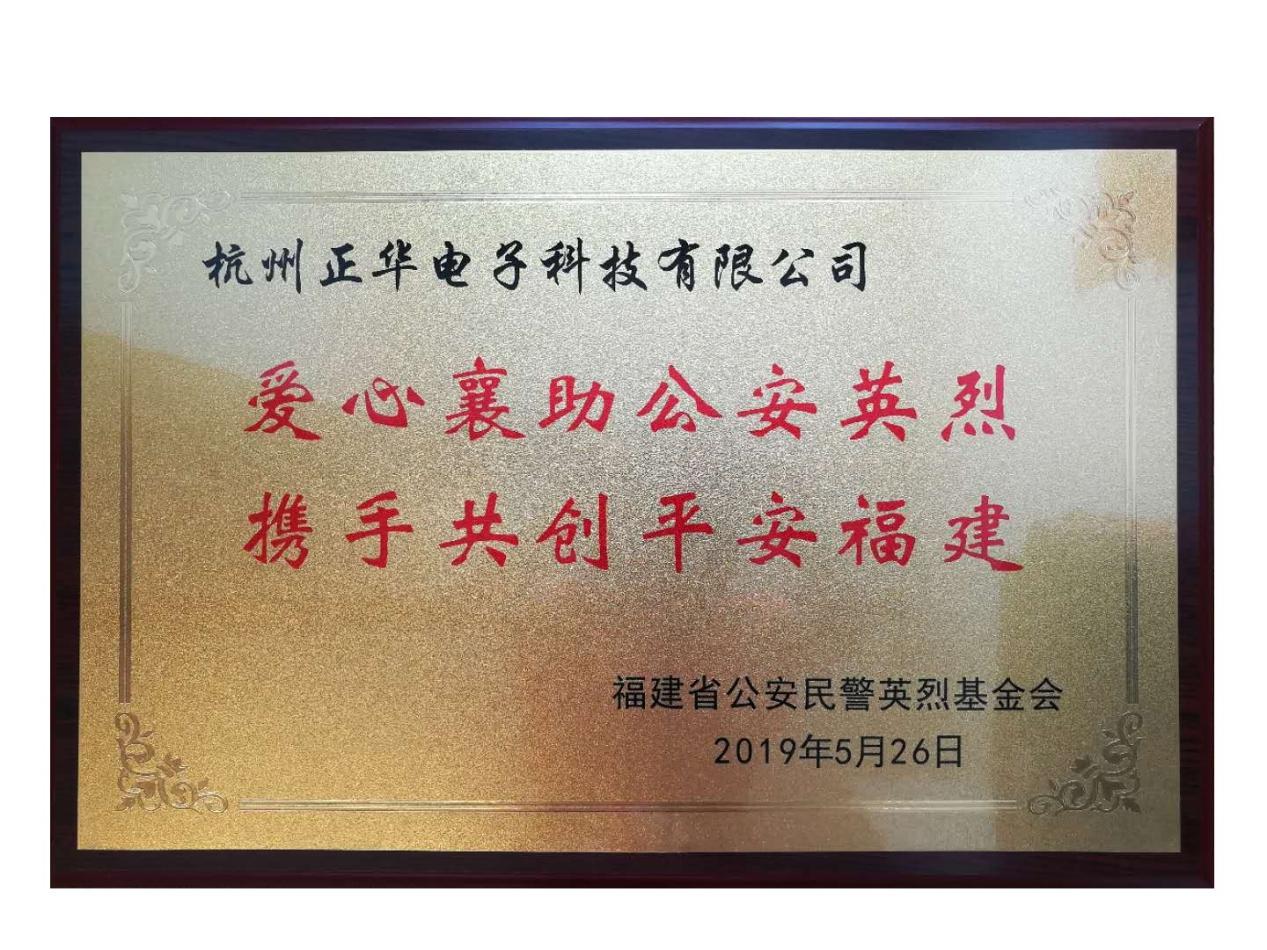 杭州正华电子科技有限公司
爱心襄助公安英烈
携手共创平安福建
福建省公安民警英烈基金会
2019年5月26日